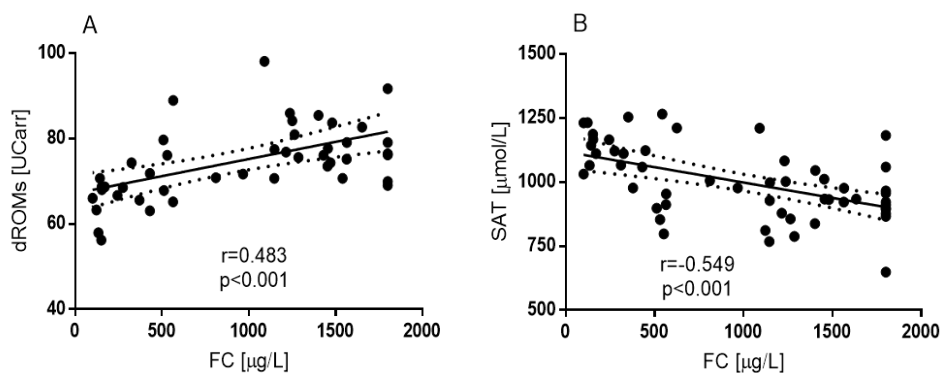 A
100
80
60
40
dROMs [UCarr]
r=0.483
p<0.001
0
500
1000
1500
2000
FC [μg/L]
B
1500
1250
1000
750
500
SAT [μmol/L]
r=-0.549
p<0.001
0
500
1000
1500
2000
FC [μg/L]